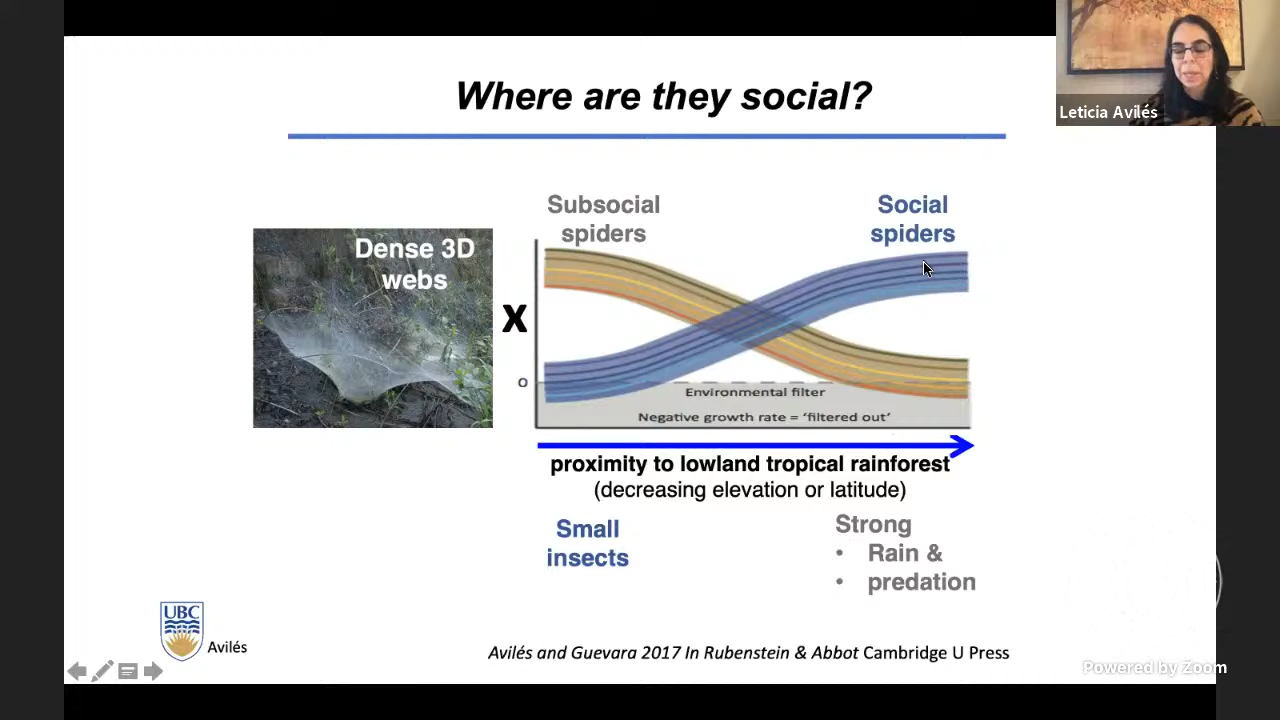 Where are they social?
Leticia Avilés
Subsocial
spiders
Social
spiders
Dense 3D
webs
X
0
Environmental filter
Negative growth rate = ‘filtered out’
proximity to lowland tropical rainforest
(decreasing elevation or latitude)
Small
insects
Strong
• Rain &
• predation
UBC
Avilés
Avilés and Guevara 2017 In Rubenstein & Abbot Cambridge U Press
Powered by Zoom